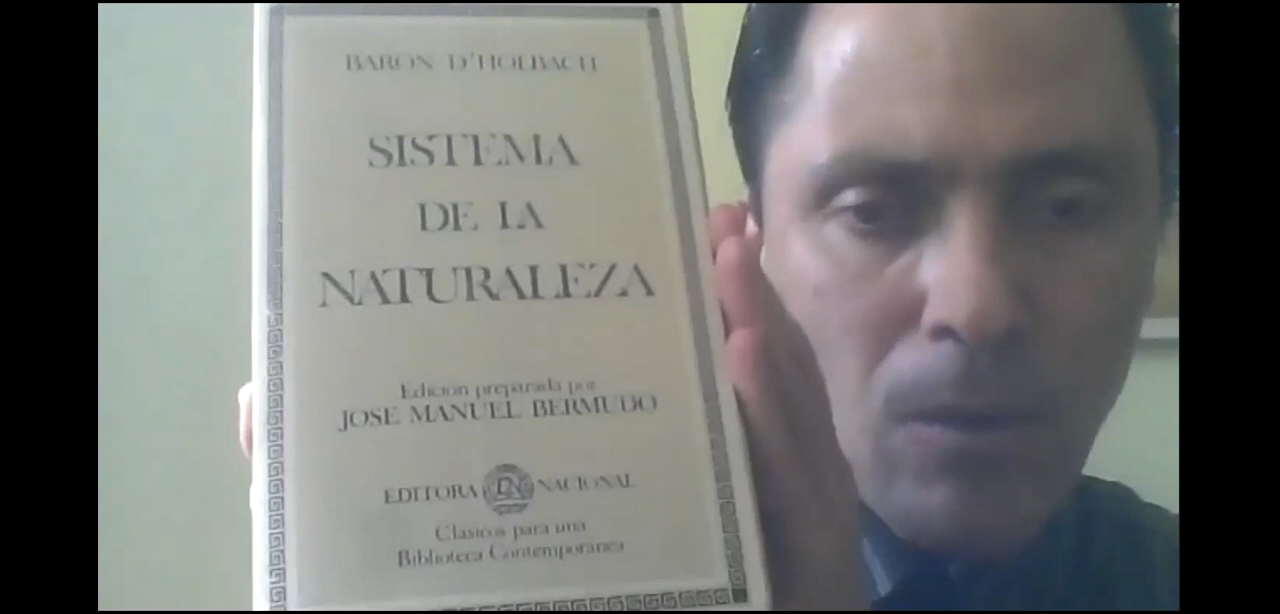 BARON D'HOLBACH
SISTEMA
DE LA
NATURALEZA
Edicion preparada por
JOSE MANUEL BERMUDO
EDITORA EN NACIONAL
Clasicos para una
Biblioteca Contemporanea